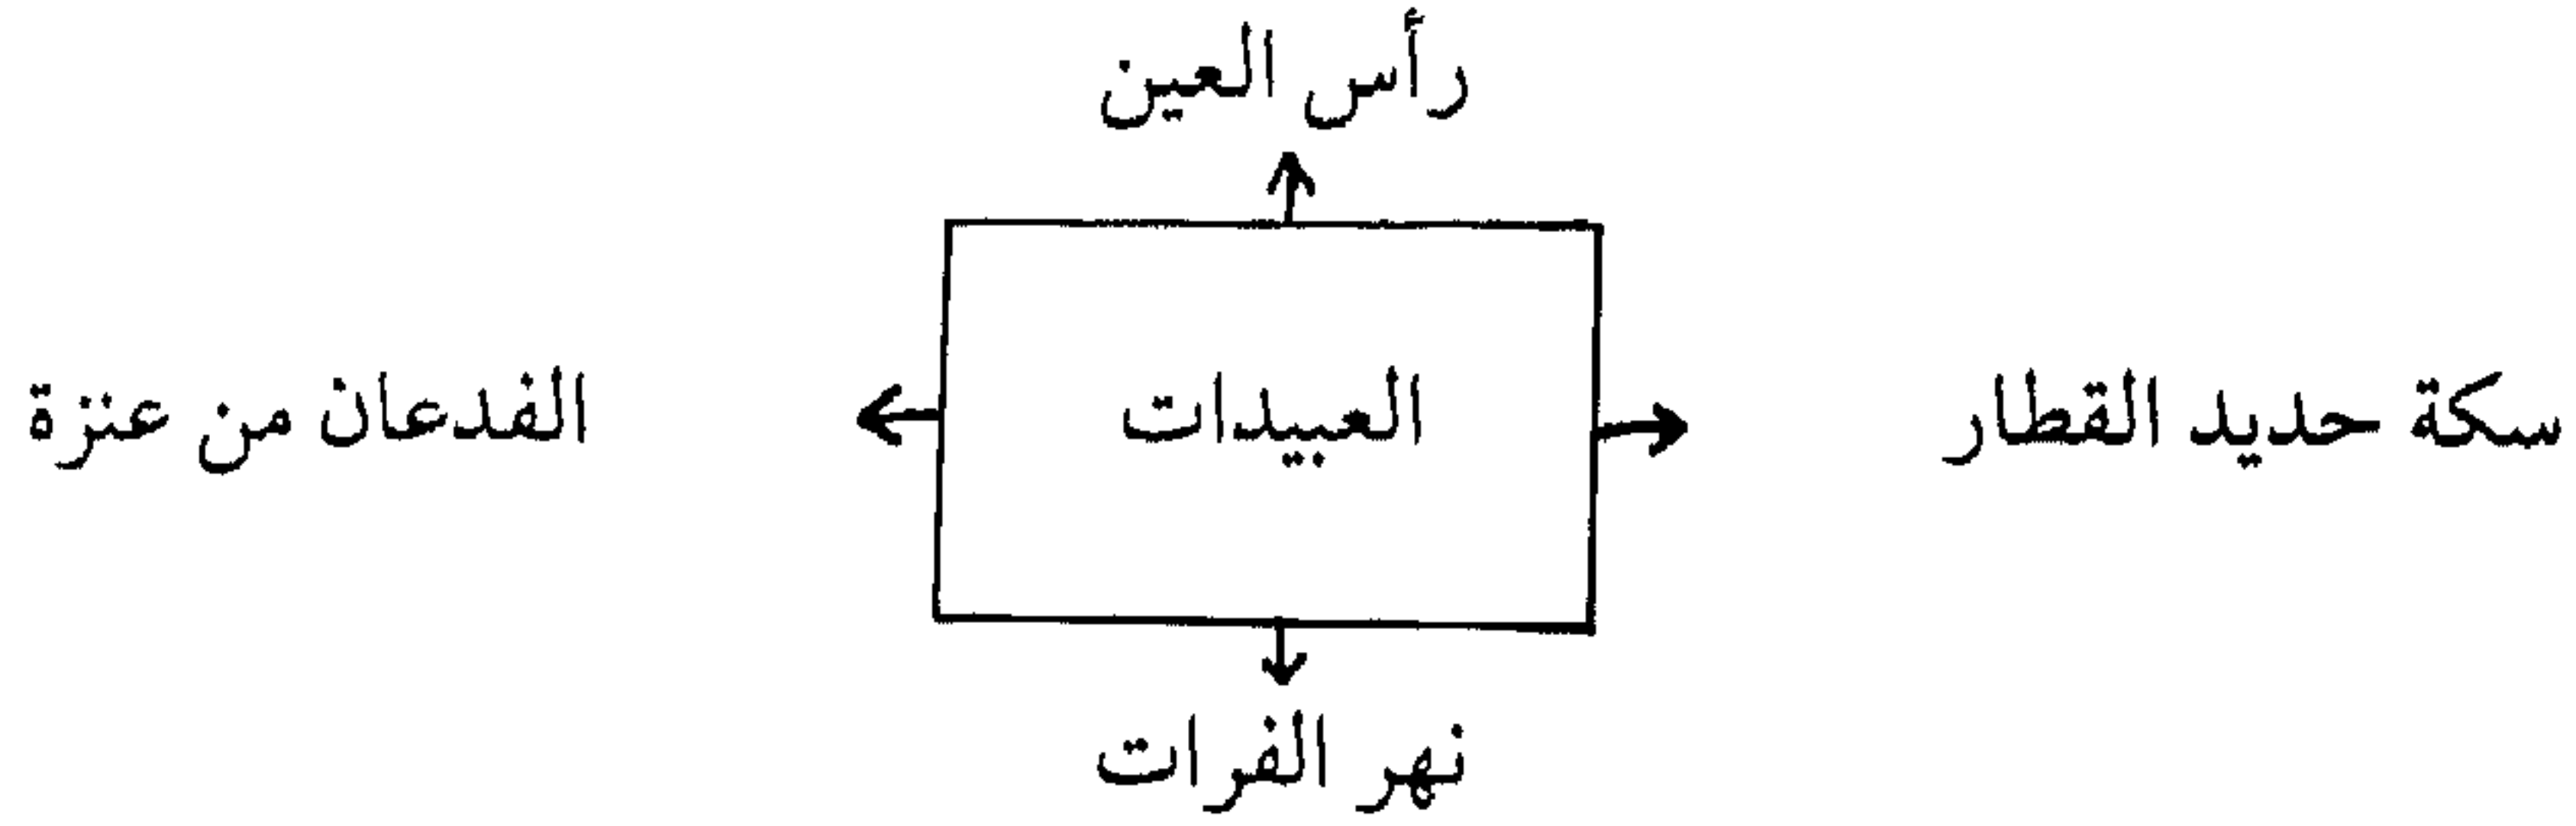 رأس العين
سكة حديد القطار
العبيدات
الفدعان من عنزة
نهر الفرات